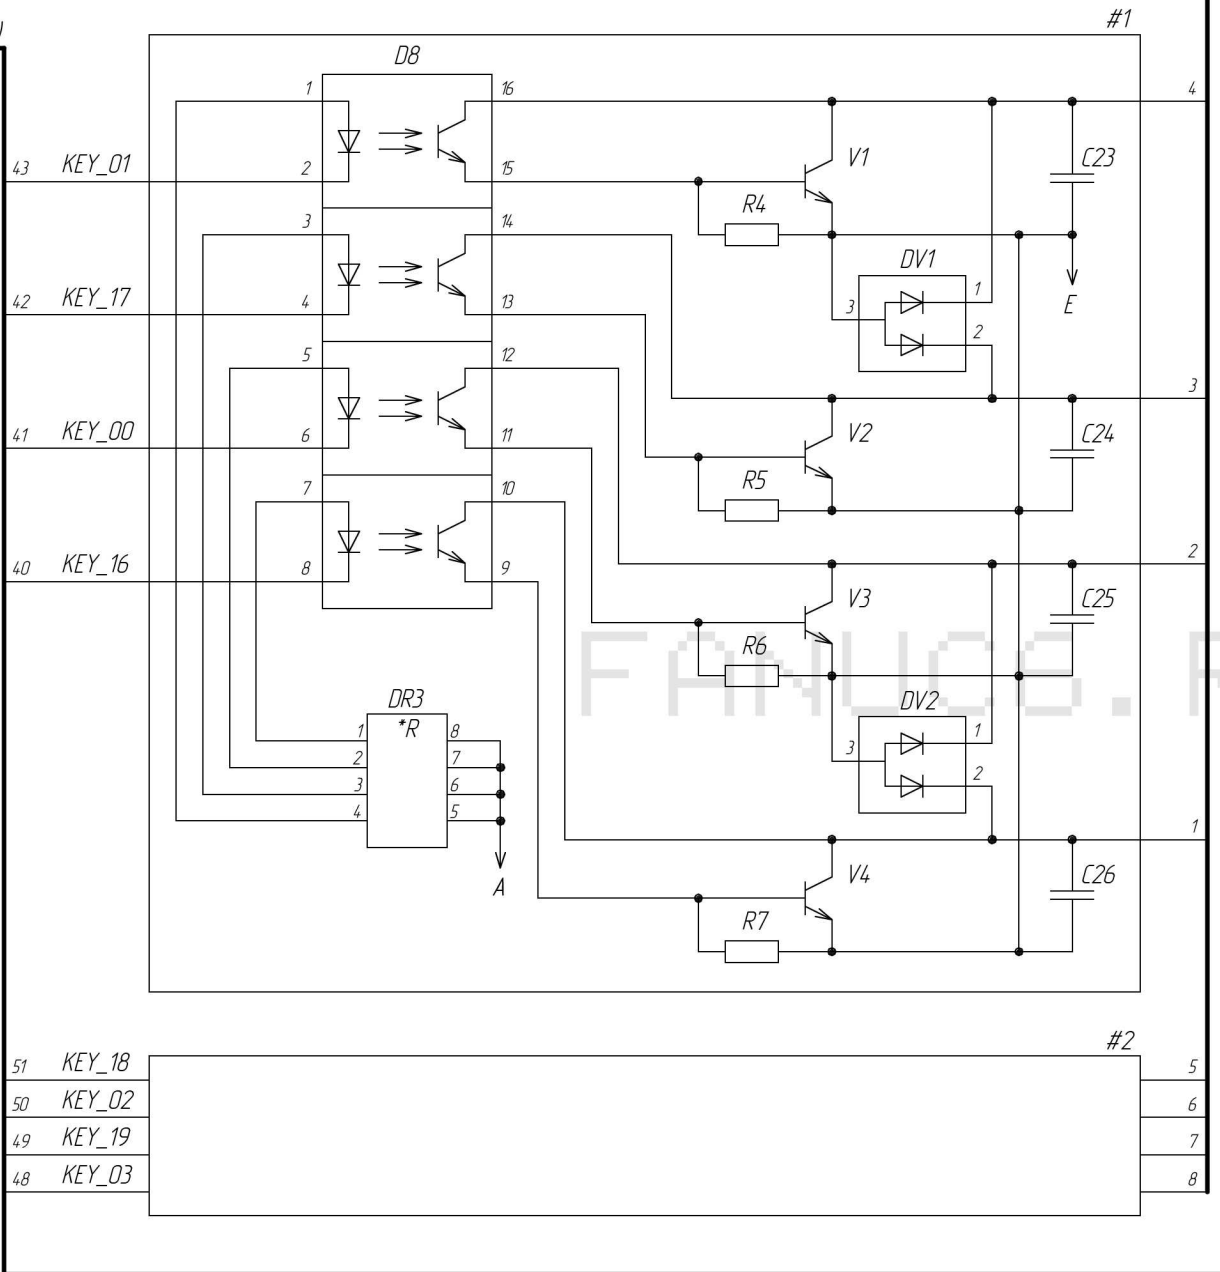 #1
D8
1 16 4
43 KEY_01 2 15 V1 C23
R4
3 14
DV1
42 KEY_17 4 13 3 1 E
2
5 12 3
41 KEY_00 6 11 V2 C24
R5
7 10
40 KEY_16 8 9 2
V3 C25
R6
FANUC6.R
DR3 DV2
*R
1 8 3 1
2 7 2
3 6
4 5 1
A V4 C26
R7
#2
51 KEY_18 5
50 KEY_02 6
49 KEY_19 7
48 KEY_03 8